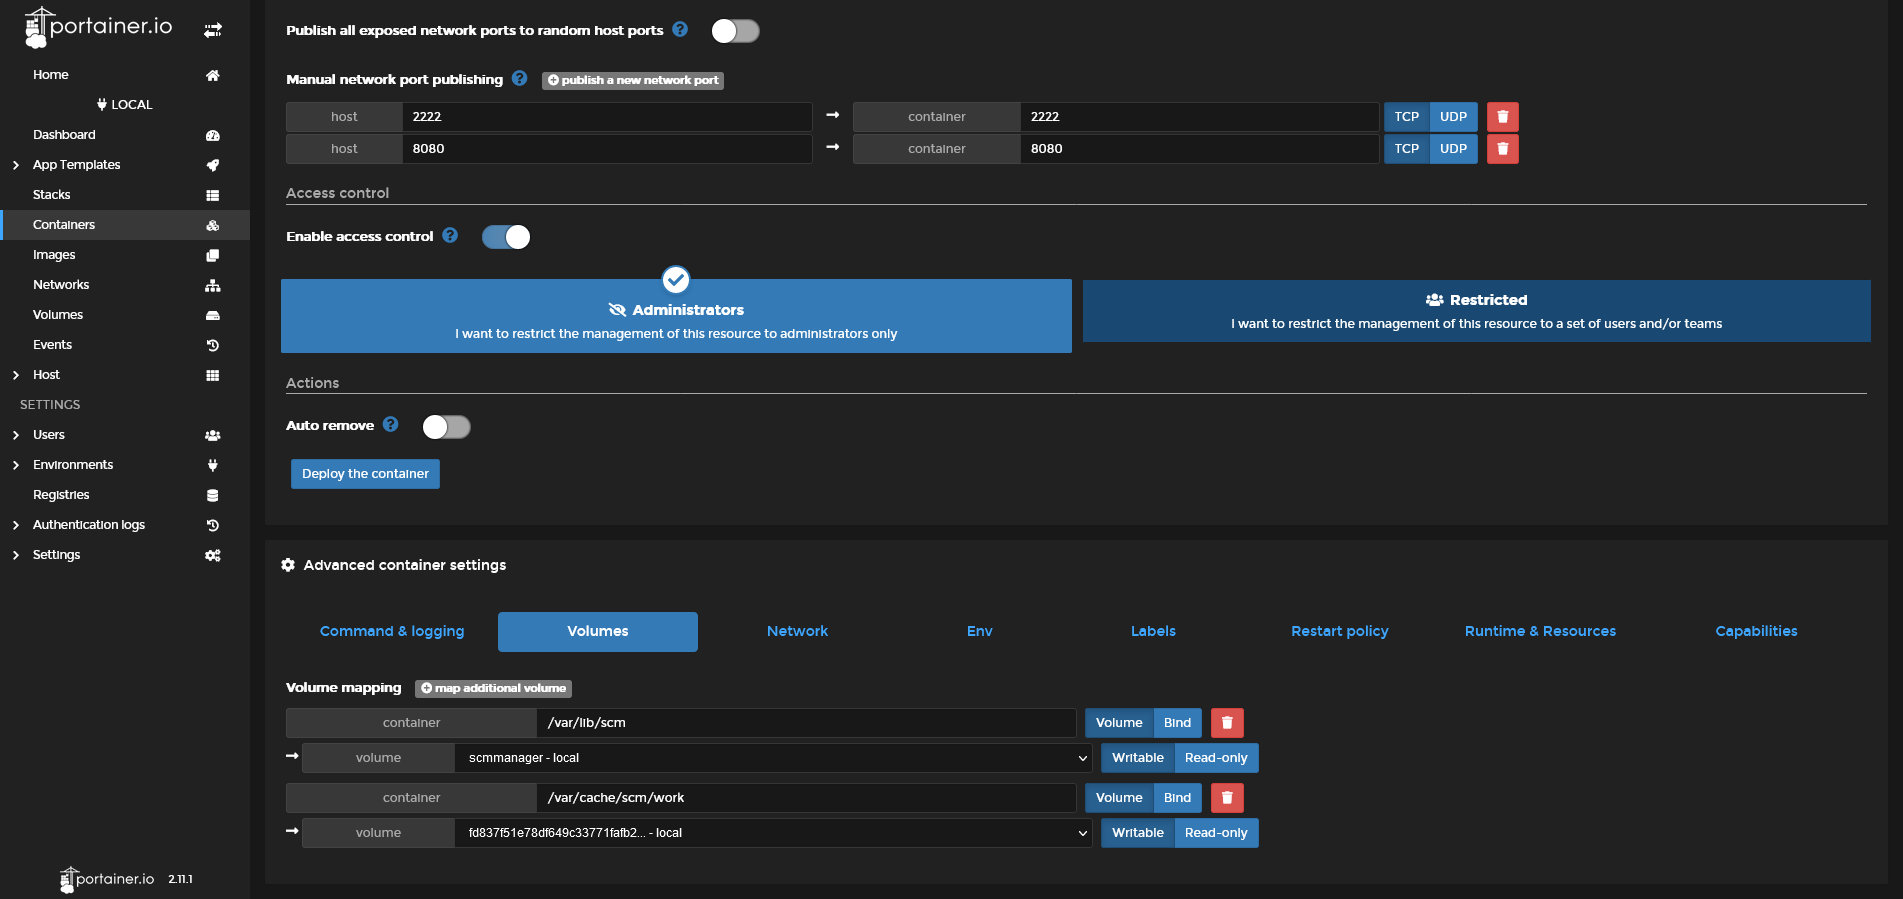 portainer.io
Home
LOCAL
Dashboard
App Templates
Stacks
Containers
Images
Networks
Volumes
Events
Host
SETTINGS
Users
Environments
Registries
Authentication logs
Settings
portainer.io 2.11.1
Publish all exposed network ports to random host ports
Manual network port publishing publish a new network port
host 2222 container 2222 TCP UDP
host 8080 container 8080 TCP UDP
Access control
Enable access control
Administrators
I want to restrict the management of this resource to administrators only
Restricted
I want to restrict the management of this resource to a set of users and/or teams
Actions
Auto remove
Deploy the container
Advanced container settings
Command & logging Volumes Network Env Labels Restart policy Runtime & Resources Capabilities
Volume mapping map additional volume
container /var/lib/scm Volume Bind
volume scmmanager - local Writable Read-only
container /var/cache/scm/work Volume Bind
volume fd837f51e78df649c33771fafb2... - local Writable Read-only